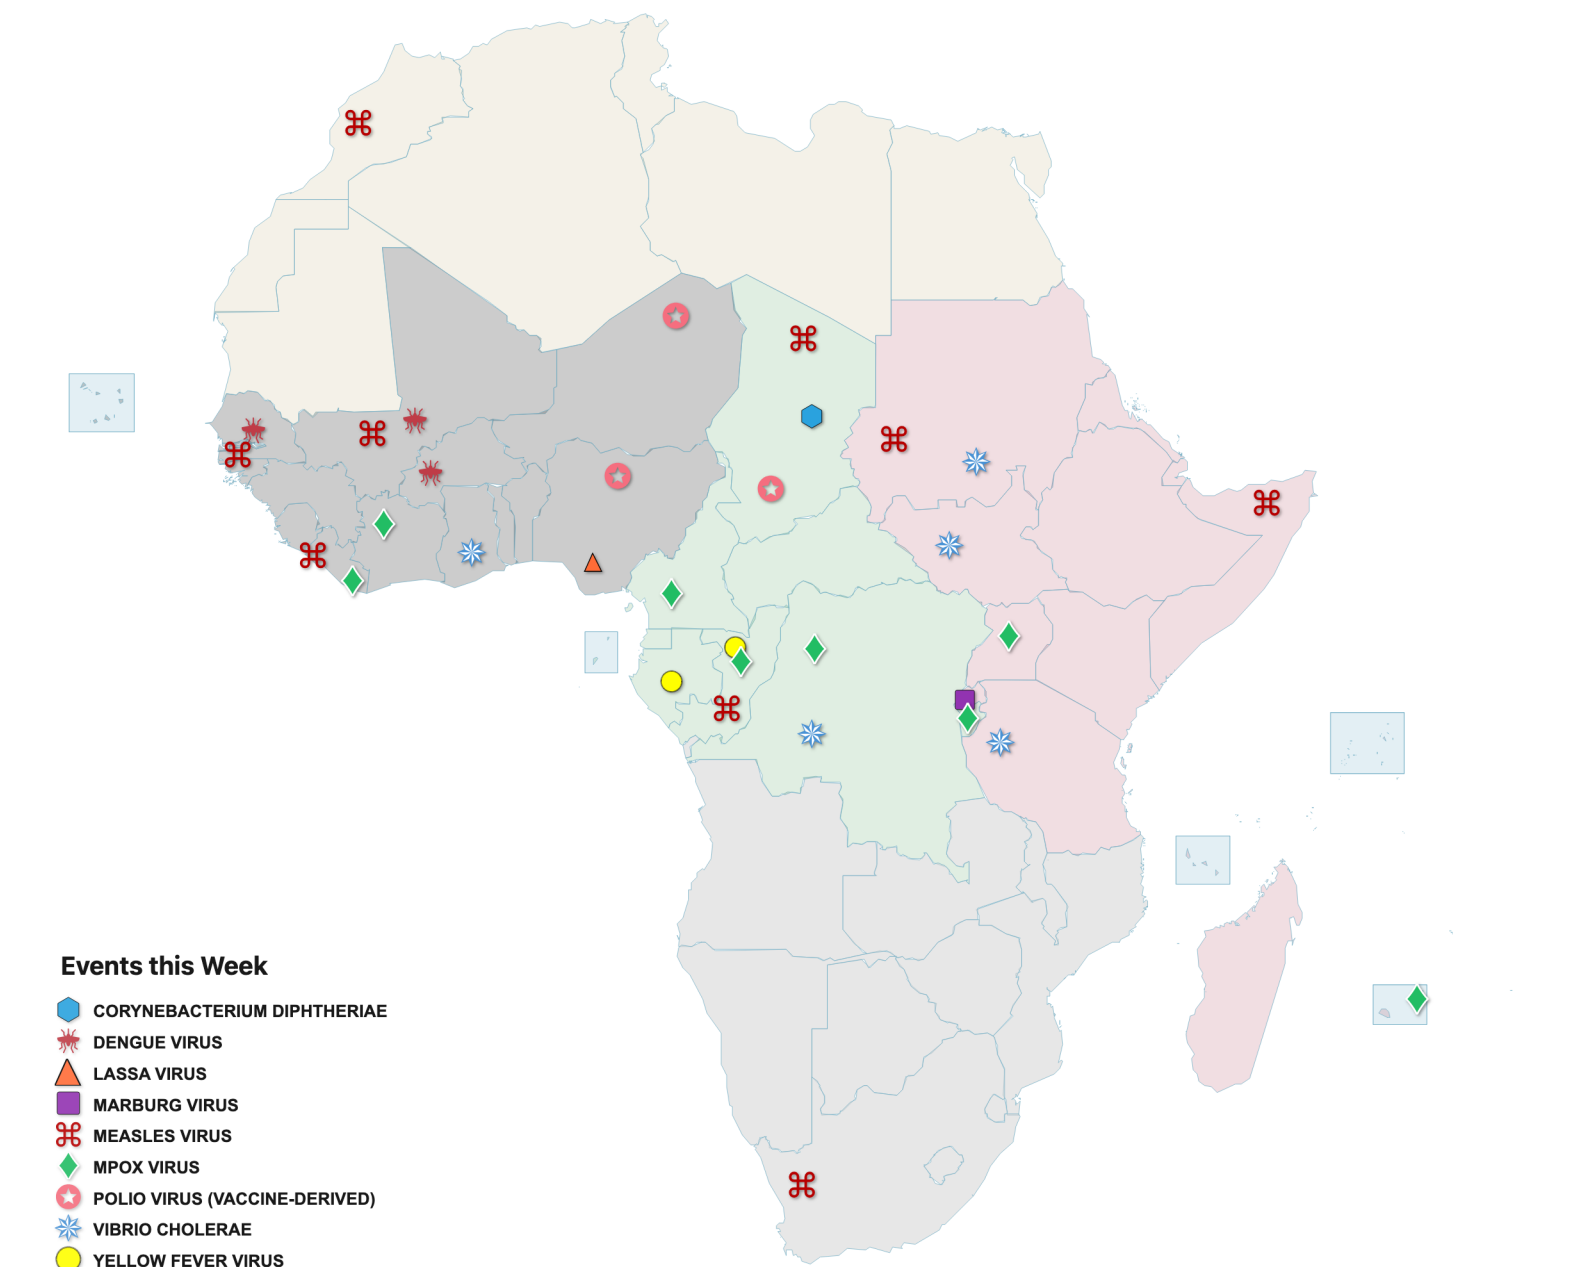 Events this Week
CORYNEBACTERIUM DIPHTHERIAE
DENGUE VIRUS
LASSA VIRUS
MARBURG VIRUS
MEASLES VIRUS
MPOX VIRUS
POLIO VIRUS (VACCINE-DERIVED)
VIBRIO CHOLERAE
YELLOW FEVER VIRUS